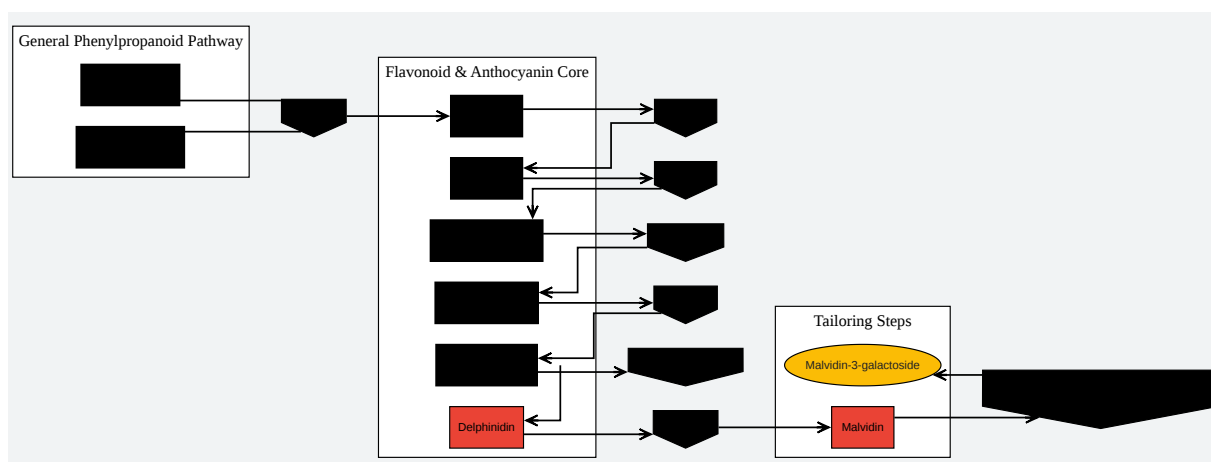 General Phenylpropanoid Pathway
Flavonoid & Anthocyanin Core
Tailoring Steps
Malvidin-3-galactoside
Delphinidin
Malvidin